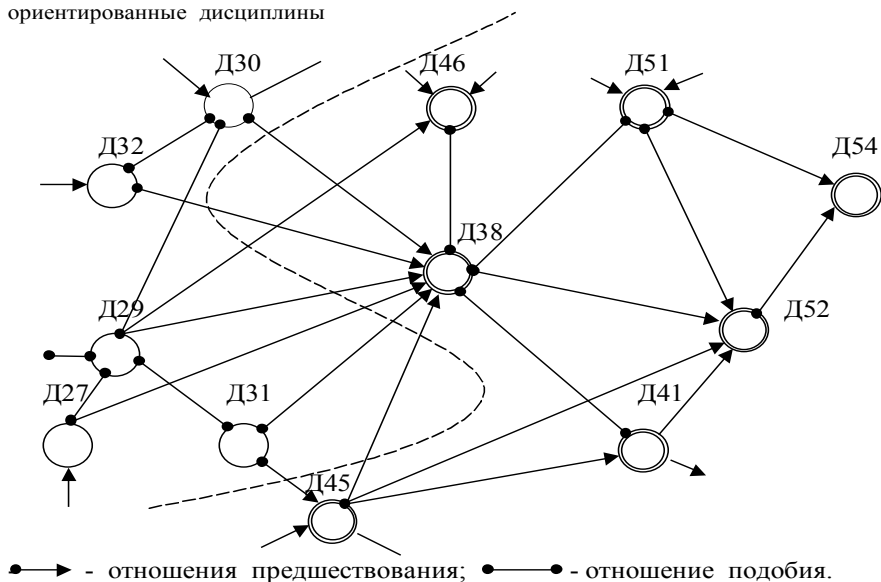 ориентированные дисциплины
Д30
Д46
Д51
Д32
Д54
Д38
Д29
Д52
Д27
Д31
Д41
Д45
- отношения предшествования; - отношение подобия.